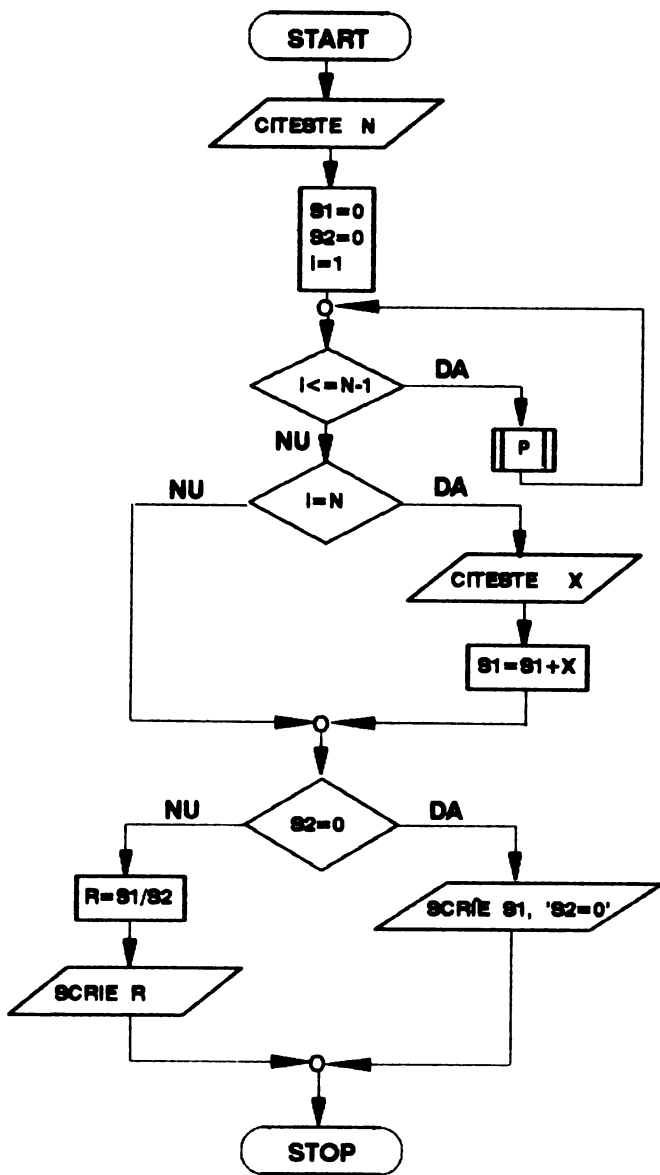 START
CITESTE N
S1=0
S2=0
I=1
I<=N-1
DA
NU
P
I=N
NU
DA
CITESTE X
S1=S1+X
S2=0
NU
DA
R=S1/S2
SCRIE S1, 'S2=0'
SCRIE R
STOP